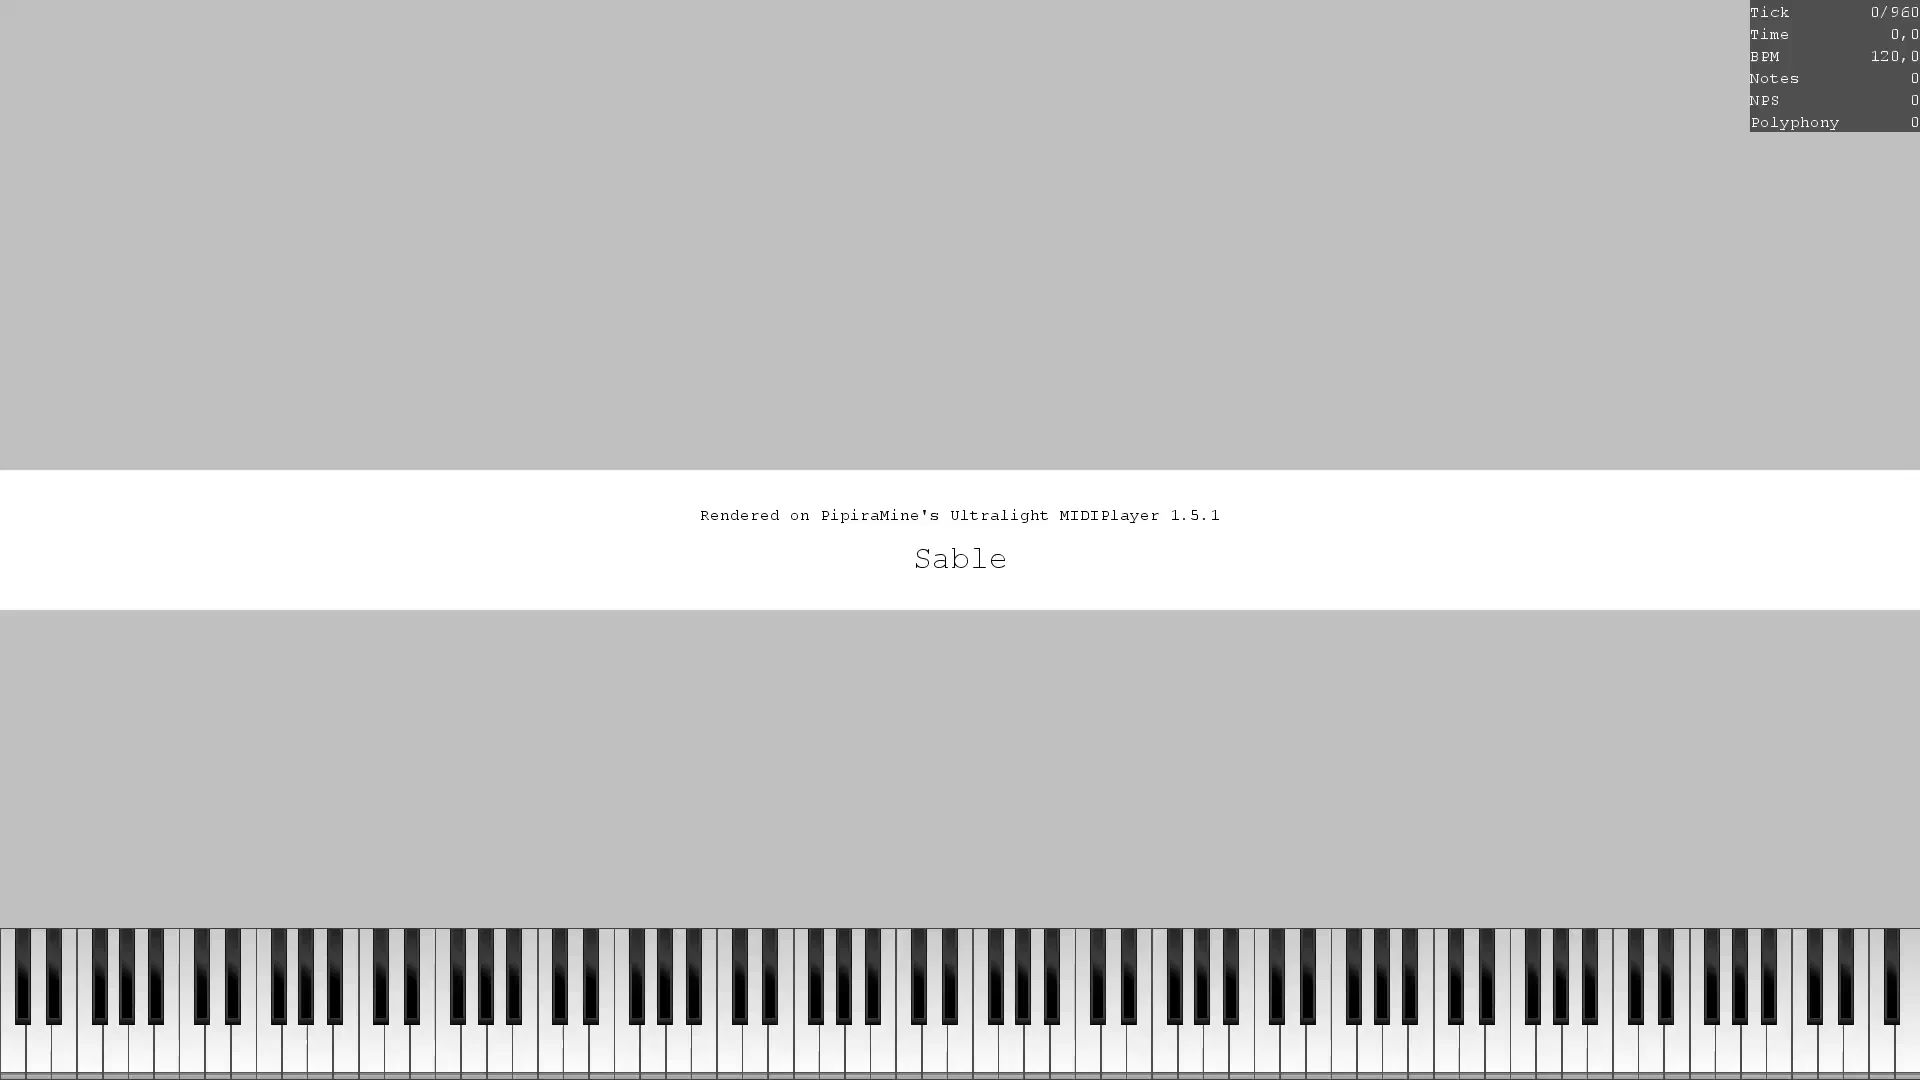 Tick 0/960
Time 0,0
BPM 120,0
Notes 0
NPS 0
Polyphony 0
Rendered on PipiraMine's Ultralight MIDIPlayer 1.5.1
Sable